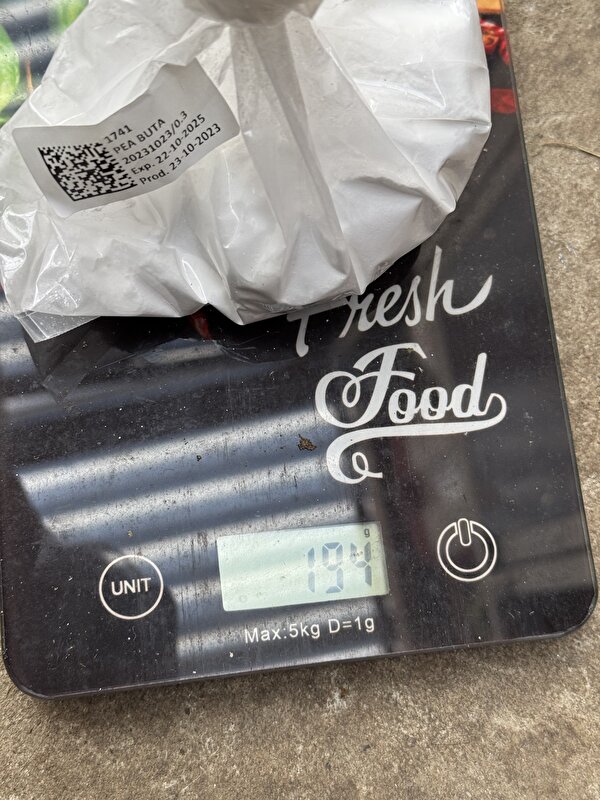 1741
PEA BUTA
20231023/0.3
Exp. 22-10-2025
Prod. 23-10-2023
Fresh
Food
g
194
UNIT
Max:5kg D=1g